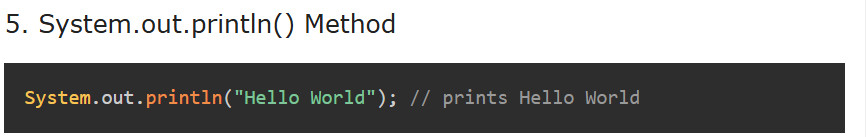 5. System.out.println() Method
System.out.println("Hello World"); // prints Hello World